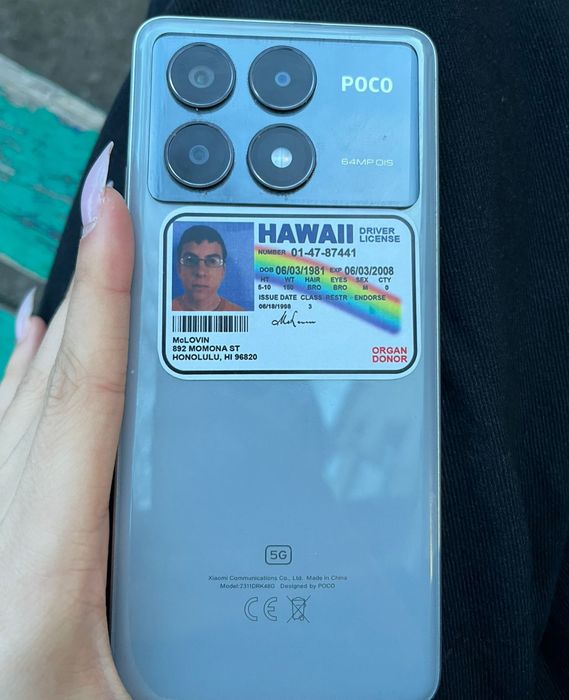 POCO
64MP OIS
HAWAII DRIVER LICENSE
NUMBER 01-47-87441
DOB 06/03/1981 EXP 06/03/2008
HT WT HAIR EYES SEX CTY
5-10 150 BRO BRO M 0
ISSUE DATE CLASS RESTR ENDORSE
06/18/1998 3
McLovin
McLOVIN
892 MOMONA ST
HONOLULU, HI 96820
ORGAN
DONOR
5G
Xiaomi Communications Co., Ltd. Made in China
Model:2311DRK48G Designed by POCO
CE